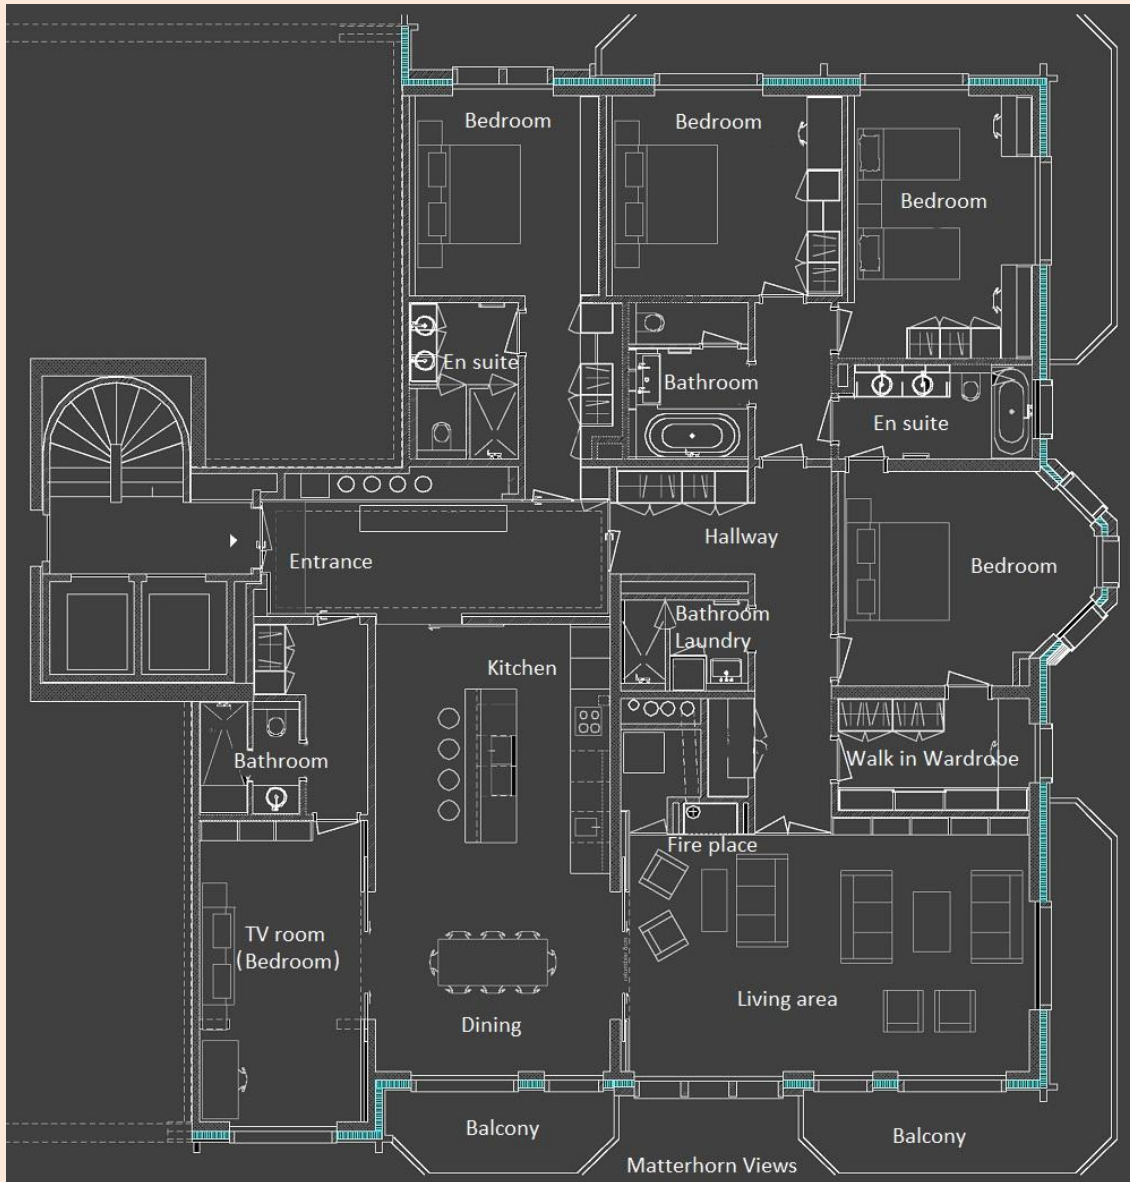 Bedroom
Bedroom
Bedroom
En suite
Bathroom
En suite
Hallway
Entrance
Bedroom
Bathroom
Laundry
Kitchen
Bathroom
Walk in Wardrobe
Fire place
TV room
(Bedroom)
Living area
Dining
Balcony
Balcony
Matterhorn Views